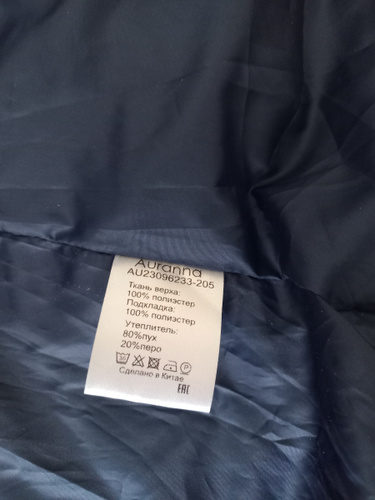 Auranna
AU23096233-205
Ткань верха:
100% полиэстер
Подкладка:
100% полиэстер
Утеплитель:
80%пух
20%перо
Сделано в Китае
EAC